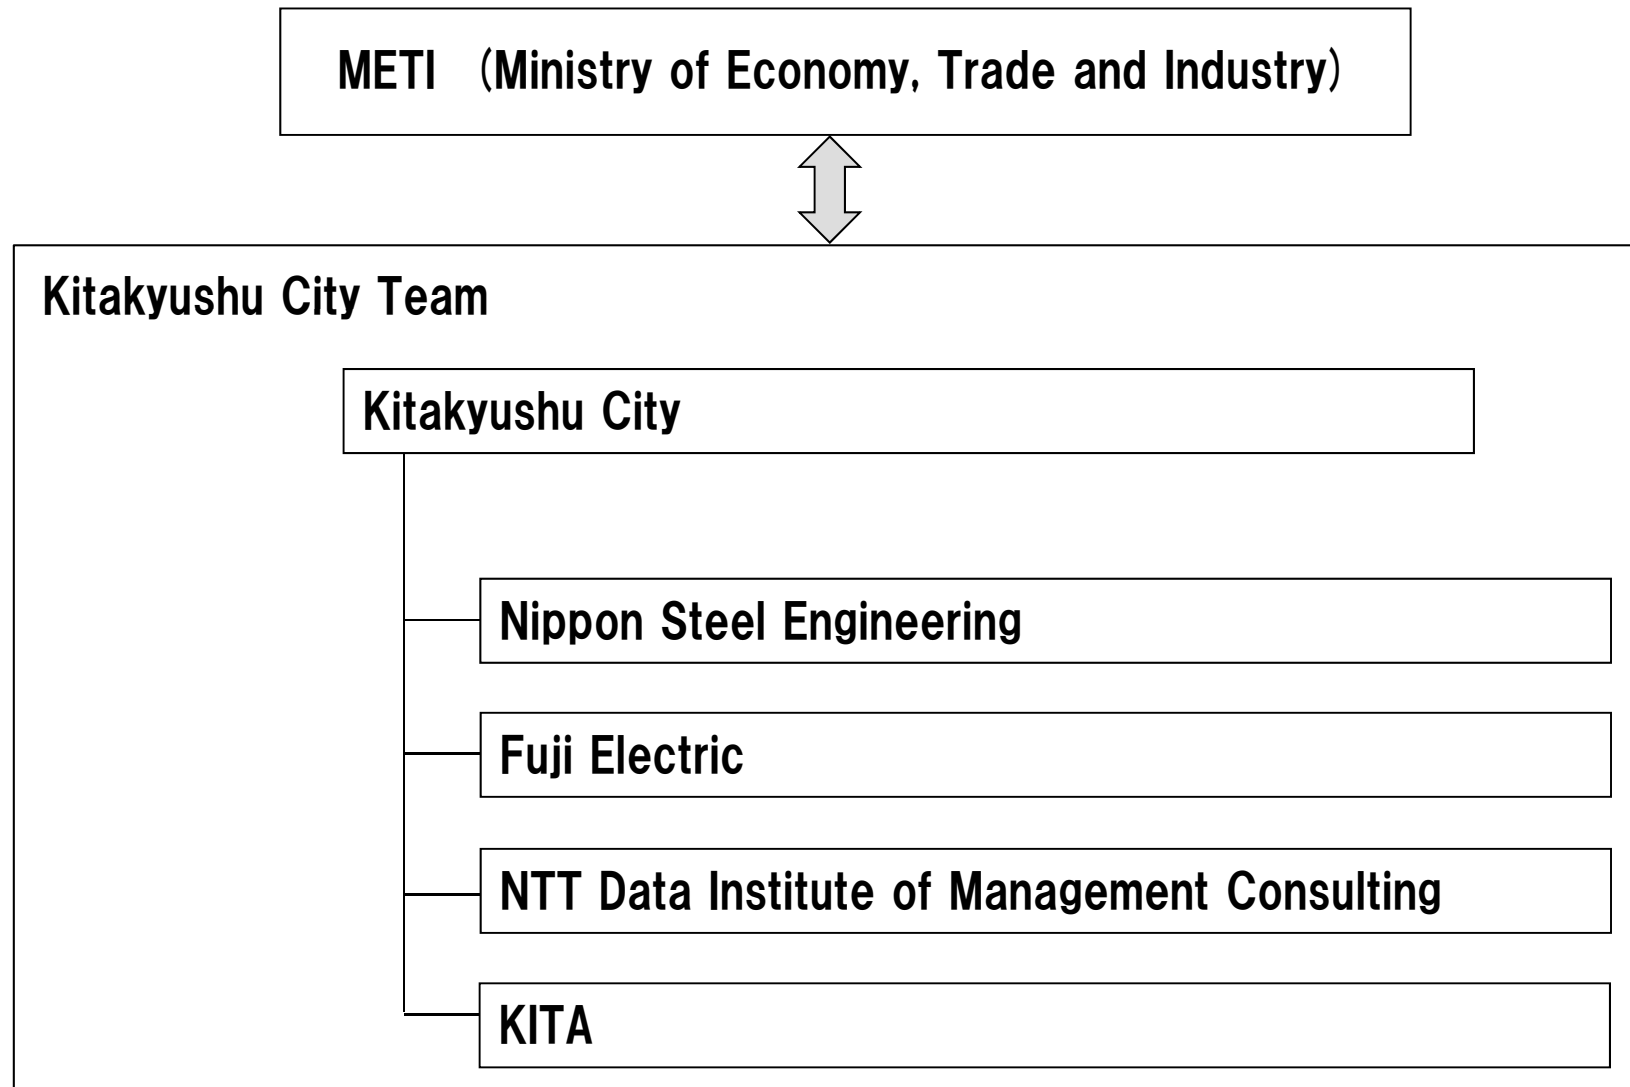 METI （Ministry of Economy, Trade and Industry）
Kitakyushu City Team
Kitakyushu City
Nippon Steel Engineering
Fuji Electric
NTT Data Institute of Management Consulting
KITA